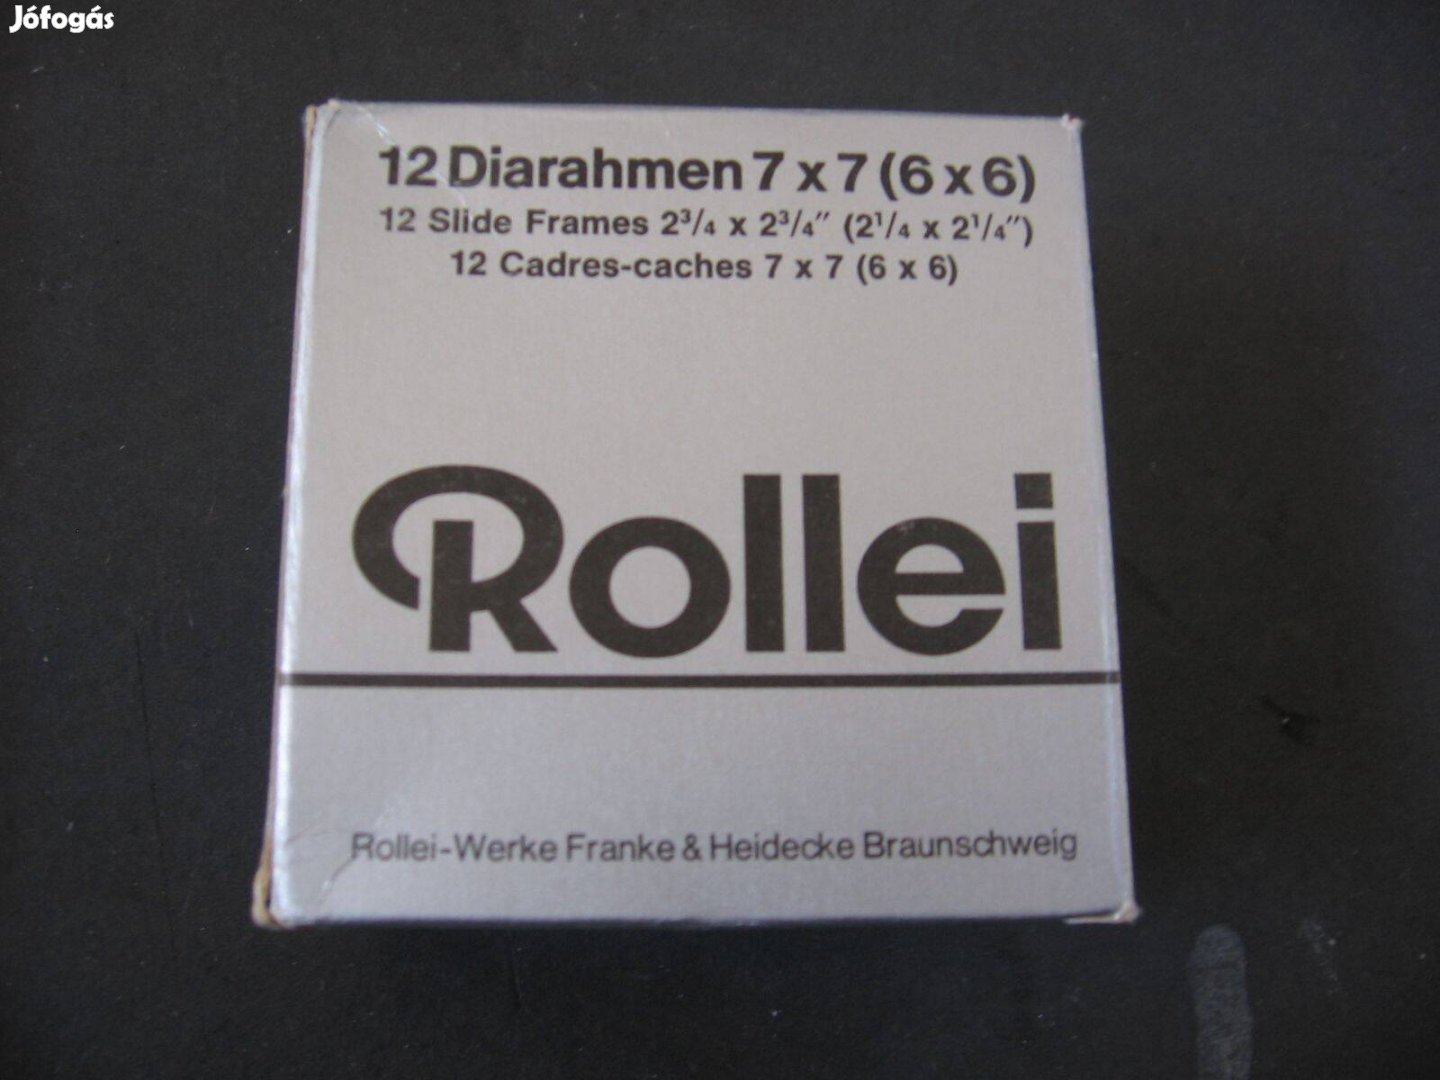 Jófogás
12 Diarahmen 7 x 7 (6 x 6)
12 Slide Frames 2³/₄ x 2³/₄″ (2¹/₄ x 2¹/₄″)
12 Cadres-caches 7 x 7 (6 x 6)
Rollei
Rollei-Werke Franke & Heidecke Braunschweig